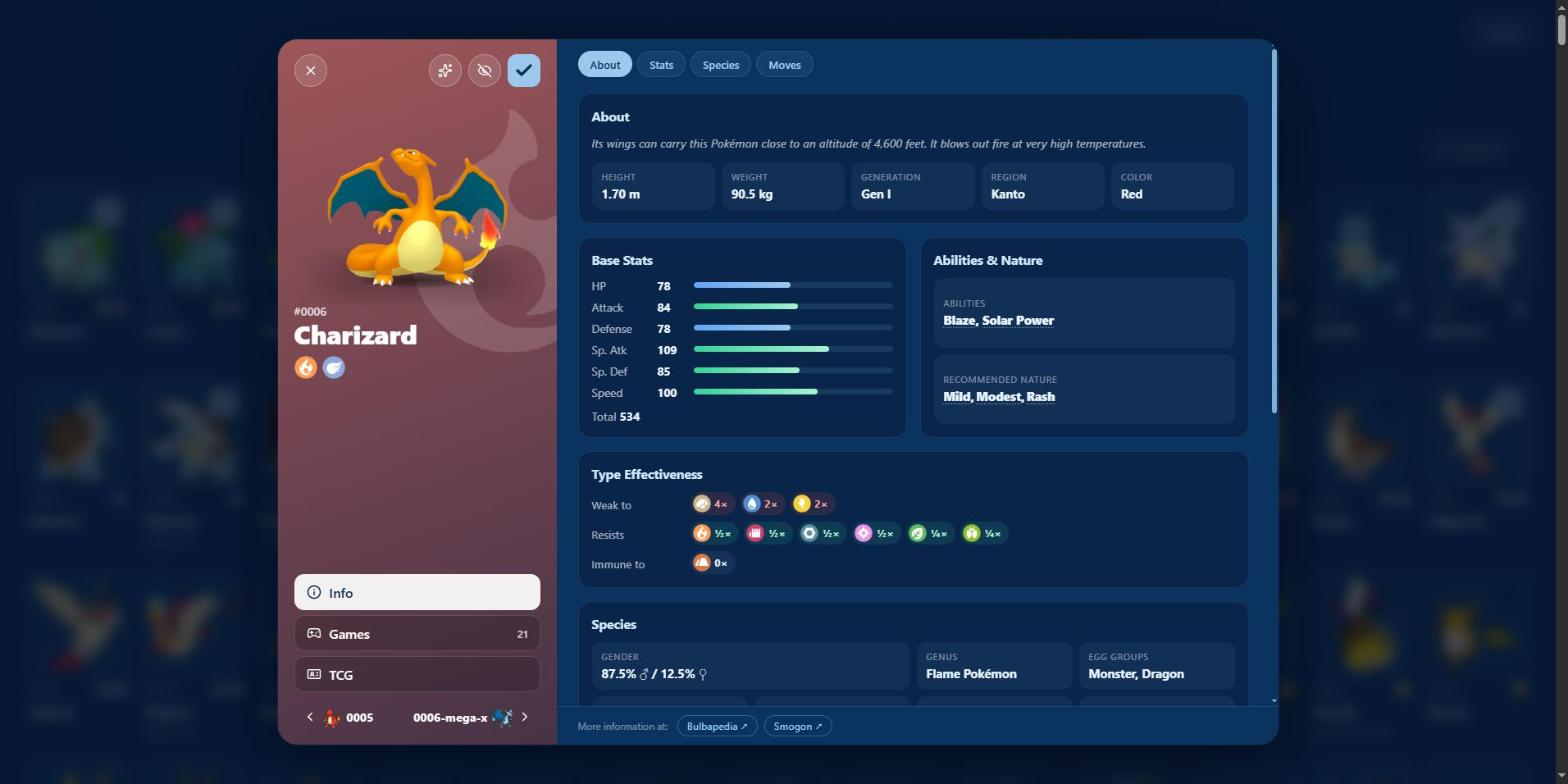 About
Stats
Species
Moves
#0006
Charizard
Info
Games
21
TCG
0005
0006-mega-x
About
Its wings can carry this Pokémon close to an altitude of 4,600 feet. It blows out fire at very high temperatures.
HEIGHT
1.70 m
WEIGHT
90.5 kg
GENERATION
Gen I
REGION
Kanto
COLOR
Red
Base Stats
HP 78
Attack 84
Defense 78
Sp. Atk 109
Sp. Def 85
Speed 100
Total 534
Abilities & Nature
ABILITIES
Blaze, Solar Power
RECOMMENDED NATURE
Mild, Modest, Rash
Type Effectiveness
Weak to 4× 2× 2×
Resists ½× ½× ½× ½× ¼× ¼×
Immune to 0×
Species
GENDER
87.5% ♂ / 12.5% ♀
GENUS
Flame Pokémon
EGG GROUPS
Monster, Dragon
More information at: Bulbapedia ↗ Smogon ↗